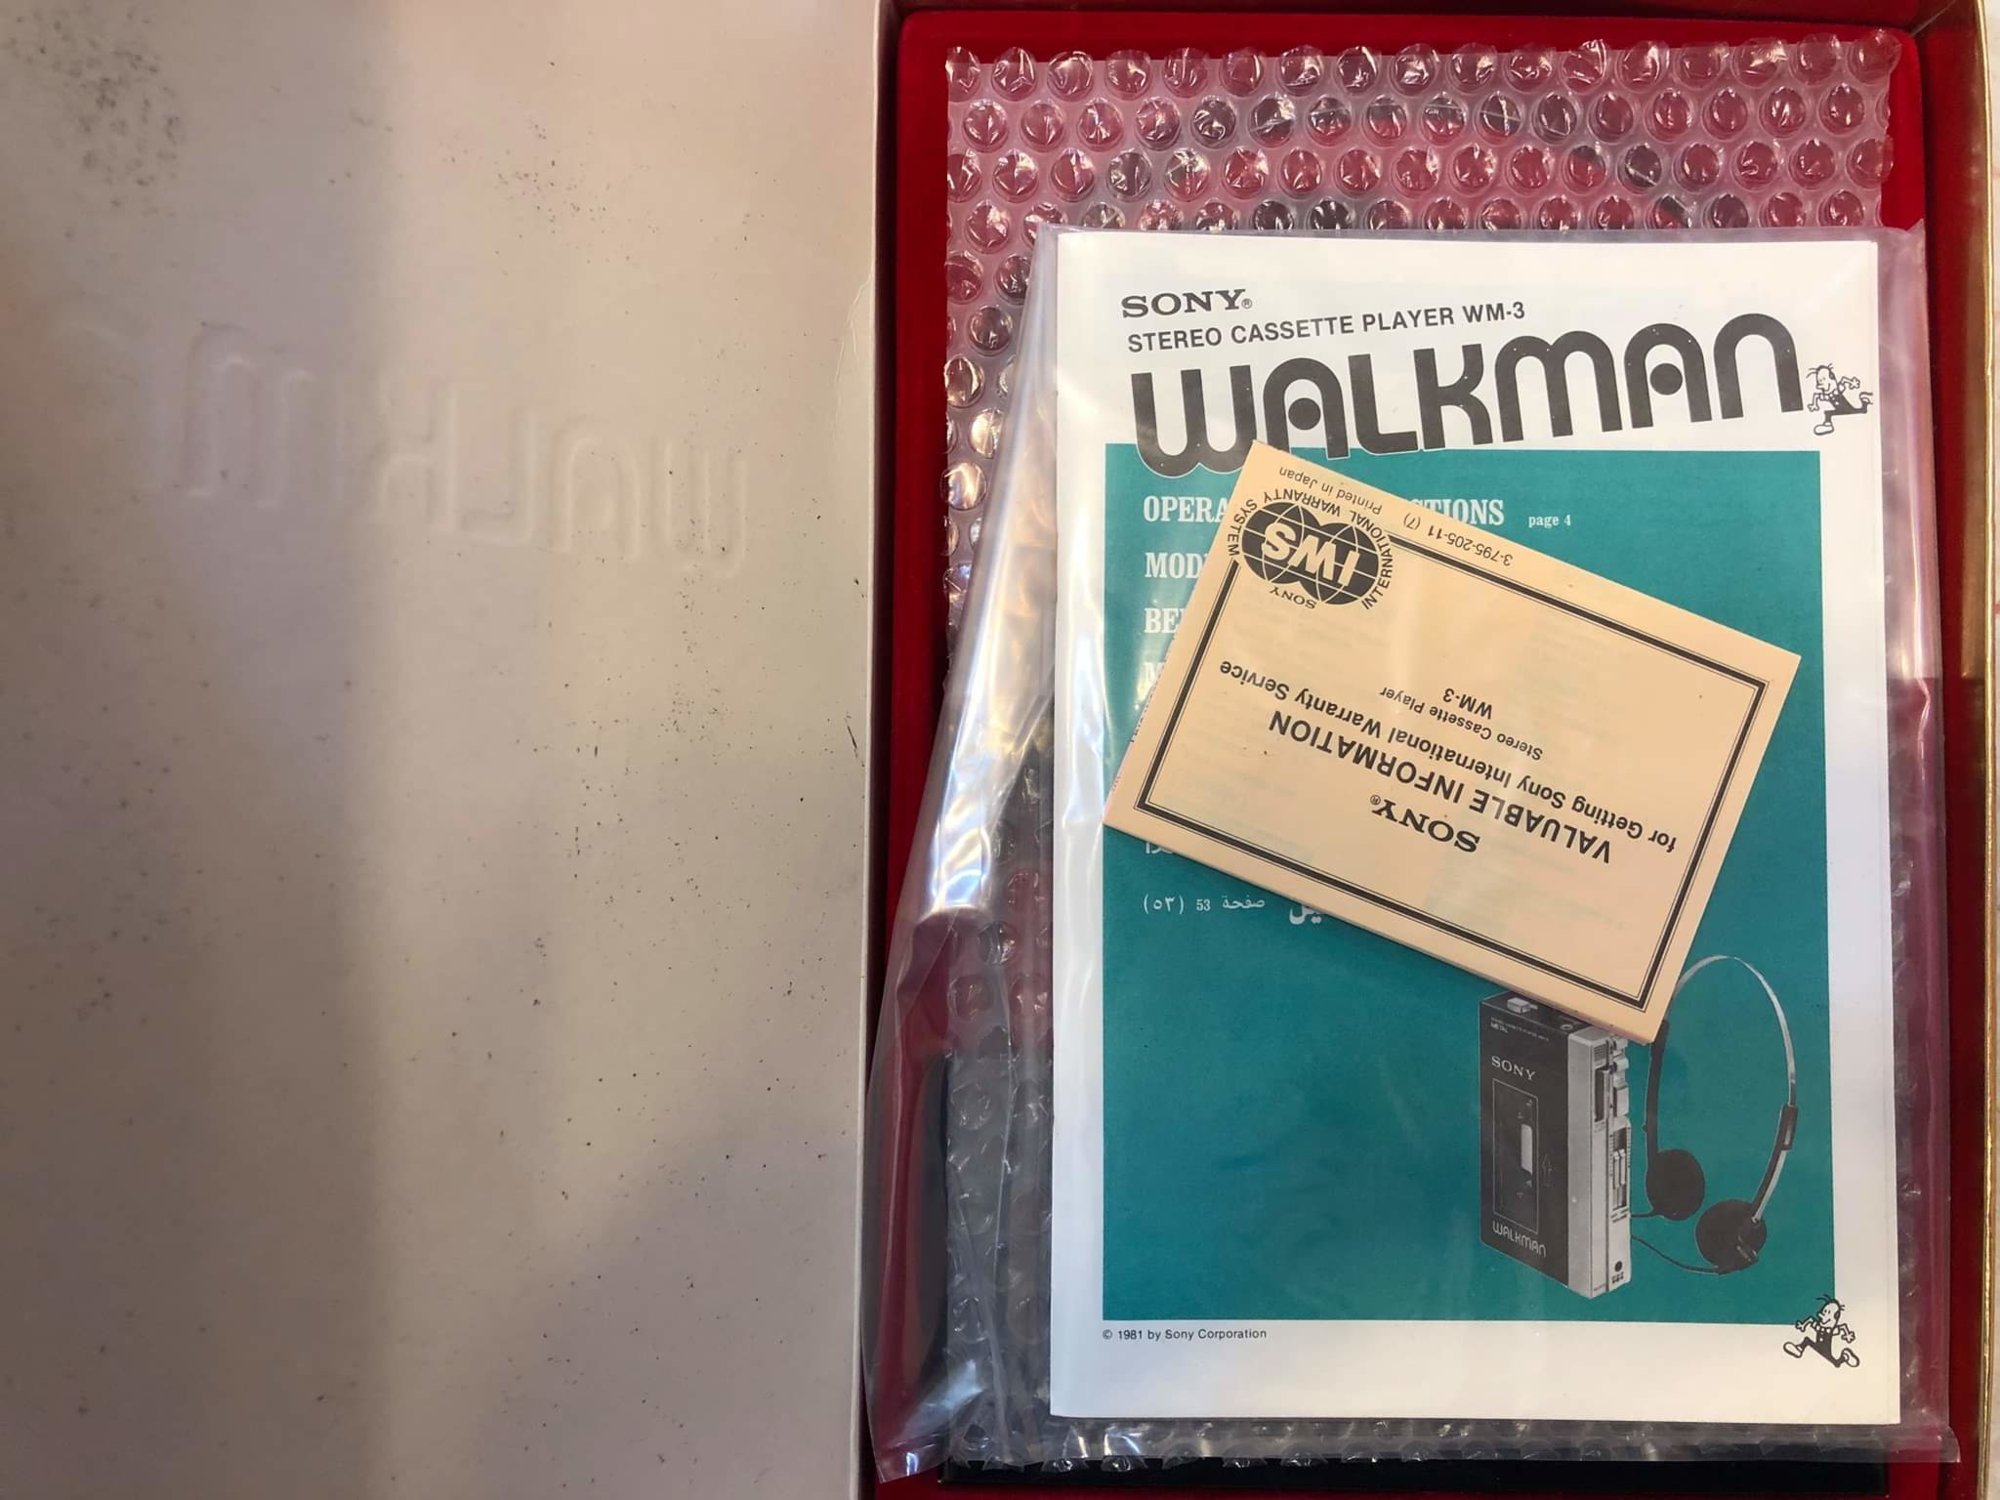 SONY®
STEREO CASSETTE PLAYER WM-3
WALKMAN
OPERA
CTIONS page 4
MOD
BE
M
صفحة 53 (٥٣)
SONY
WALKMAN
© 1981 by Sony Corporation
SONY®
VALUABLE INFORMATION
for Getting Sony International Warranty Service
Stereo Cassette Player
WM-3
SONY
IWS
INTERNATIONAL WARRANTY SYSTEM
3-795-205-11 (7)
Printed in Japan
WALK M